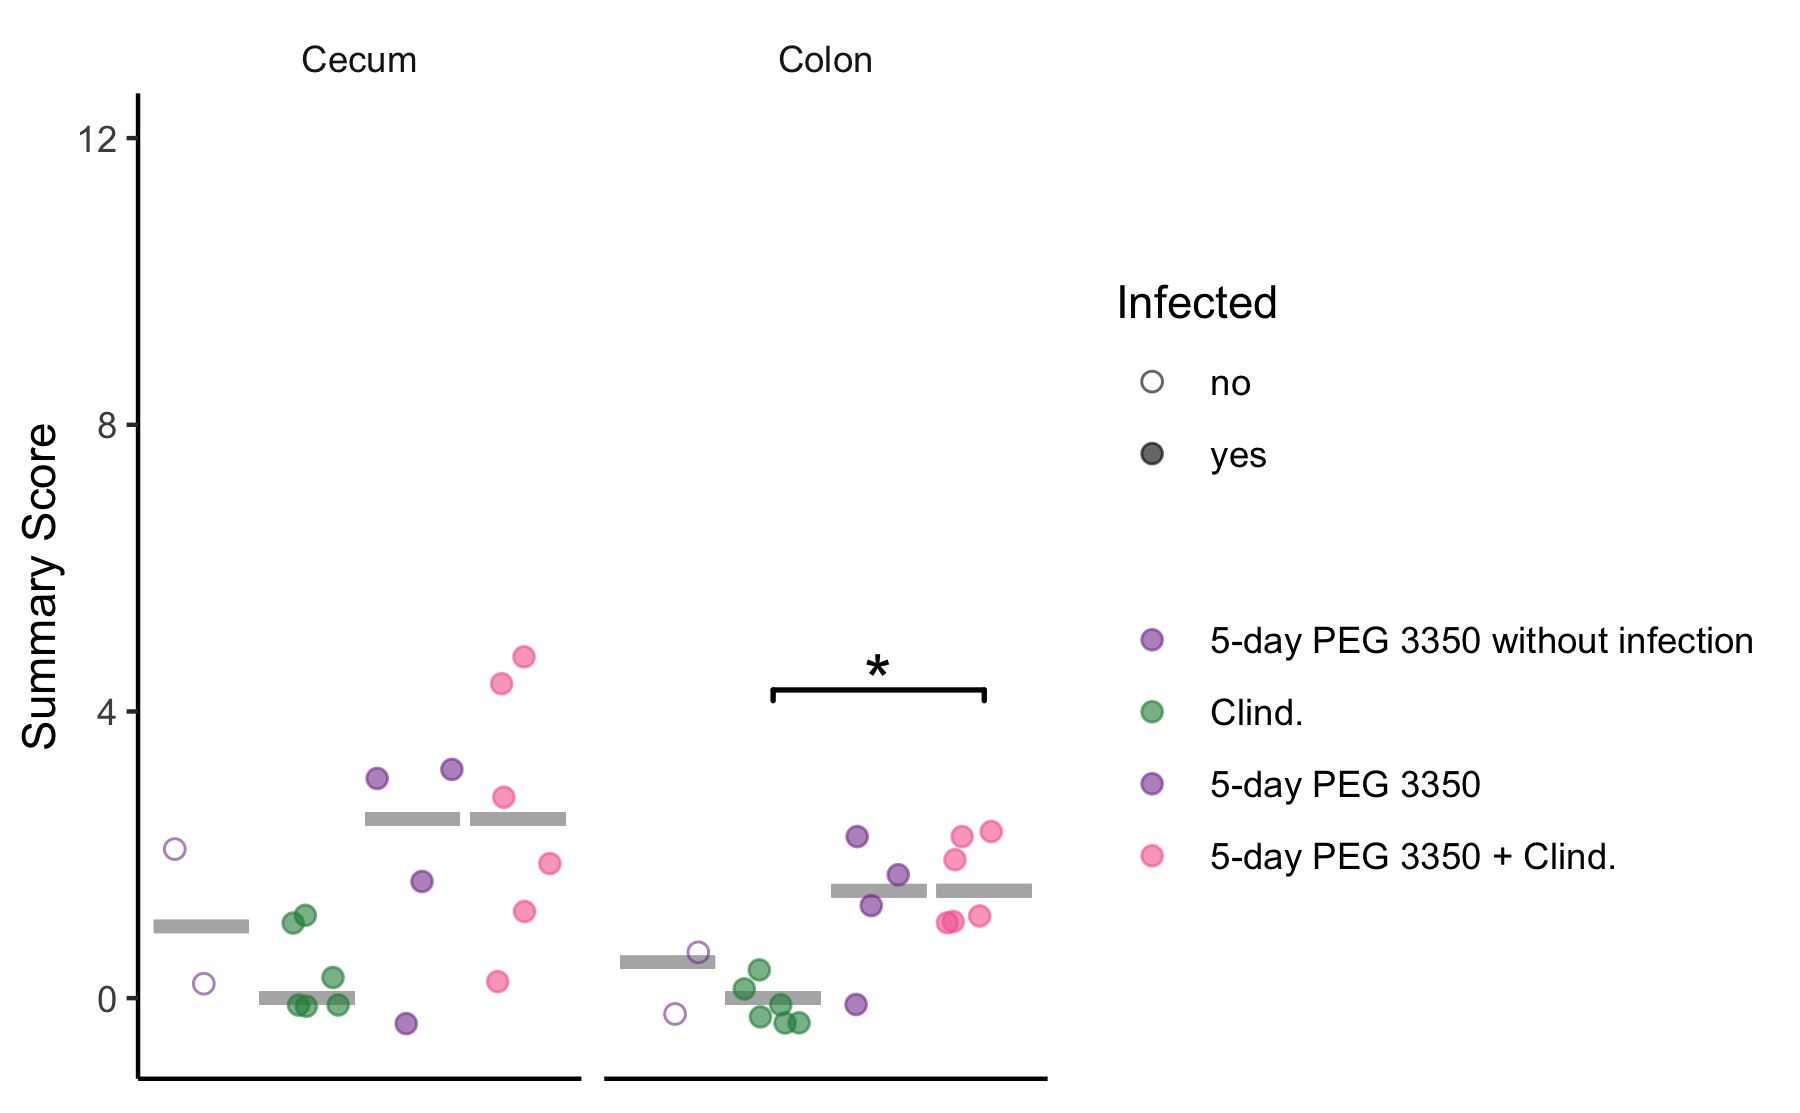 Cecum
Colon
12
8
4
0
Summary Score
*
Infected
no
yes
5-day PEG 3350 without infection
Clind.
5-day PEG 3350
5-day PEG 3350 + Clind.